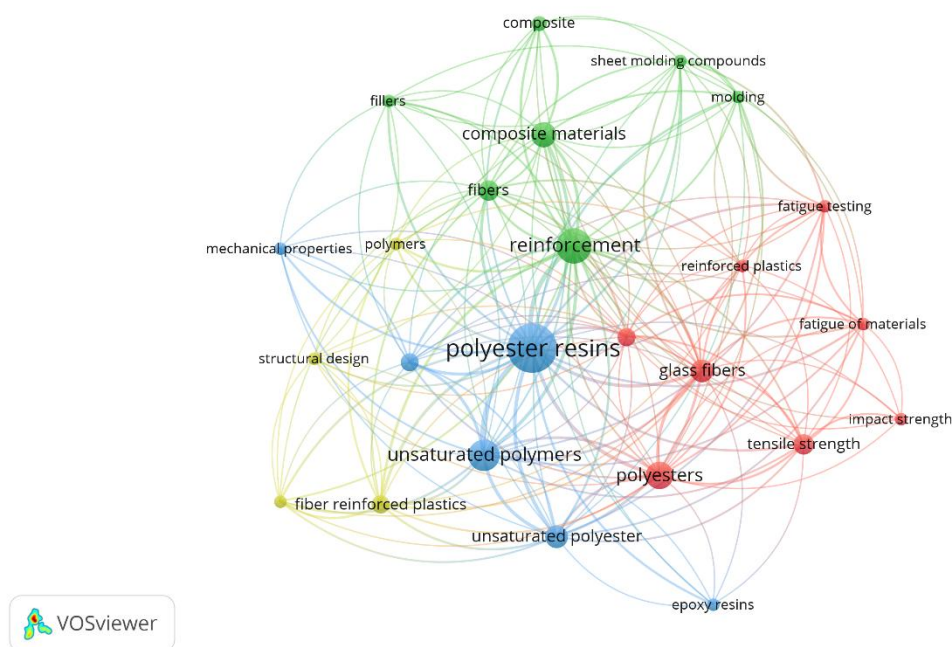 composite
sheet molding compounds
molding
fillers
composite materials
fibers
fatigue testing
mechanical properties
polymers
reinforcement
reinforced plastics
fatigue of materials
polyester resins
structural design
glass fibers
impact strength
tensile strength
unsaturated polymers
polyesters
fiber reinforced plastics
unsaturated polyester
epoxy resins
VOSviewer